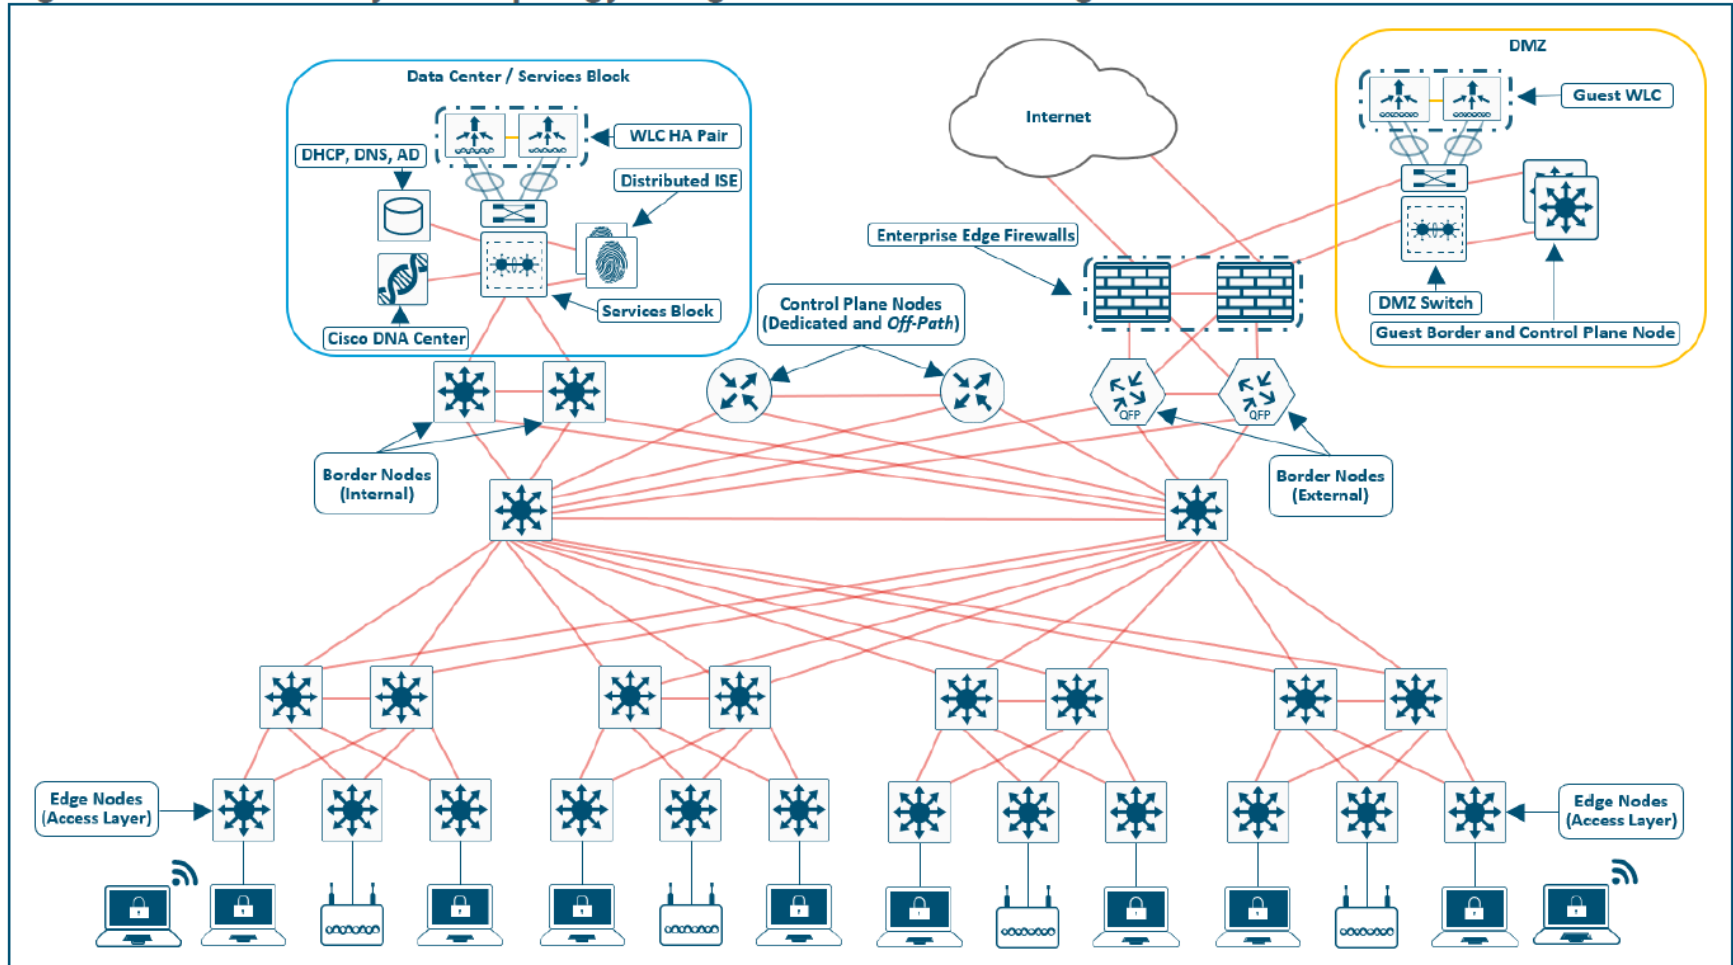 DMZ
Data Center / Services Block
Guest WLC
Internet
WLC HA Pair
DHCP, DNS, AD
Distributed ISE
Enterprise Edge Firewalls
Services Block
Control Plane Nodes
(Dedicated and Off-Path)
DMZ Switch
Cisco DNA Center
Guest Border and Control Plane Node
QFP
QFP
Border Nodes
(Internal)
Border Nodes
(External)
Edge Nodes
(Access Layer)
Edge Nodes
(Access Layer)